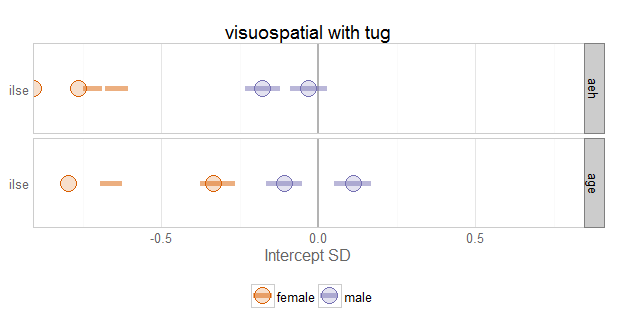 visuospatial with tug
ilse
aeh
ilse
age
-0.5 0.0 0.5
Intercept SD
female male